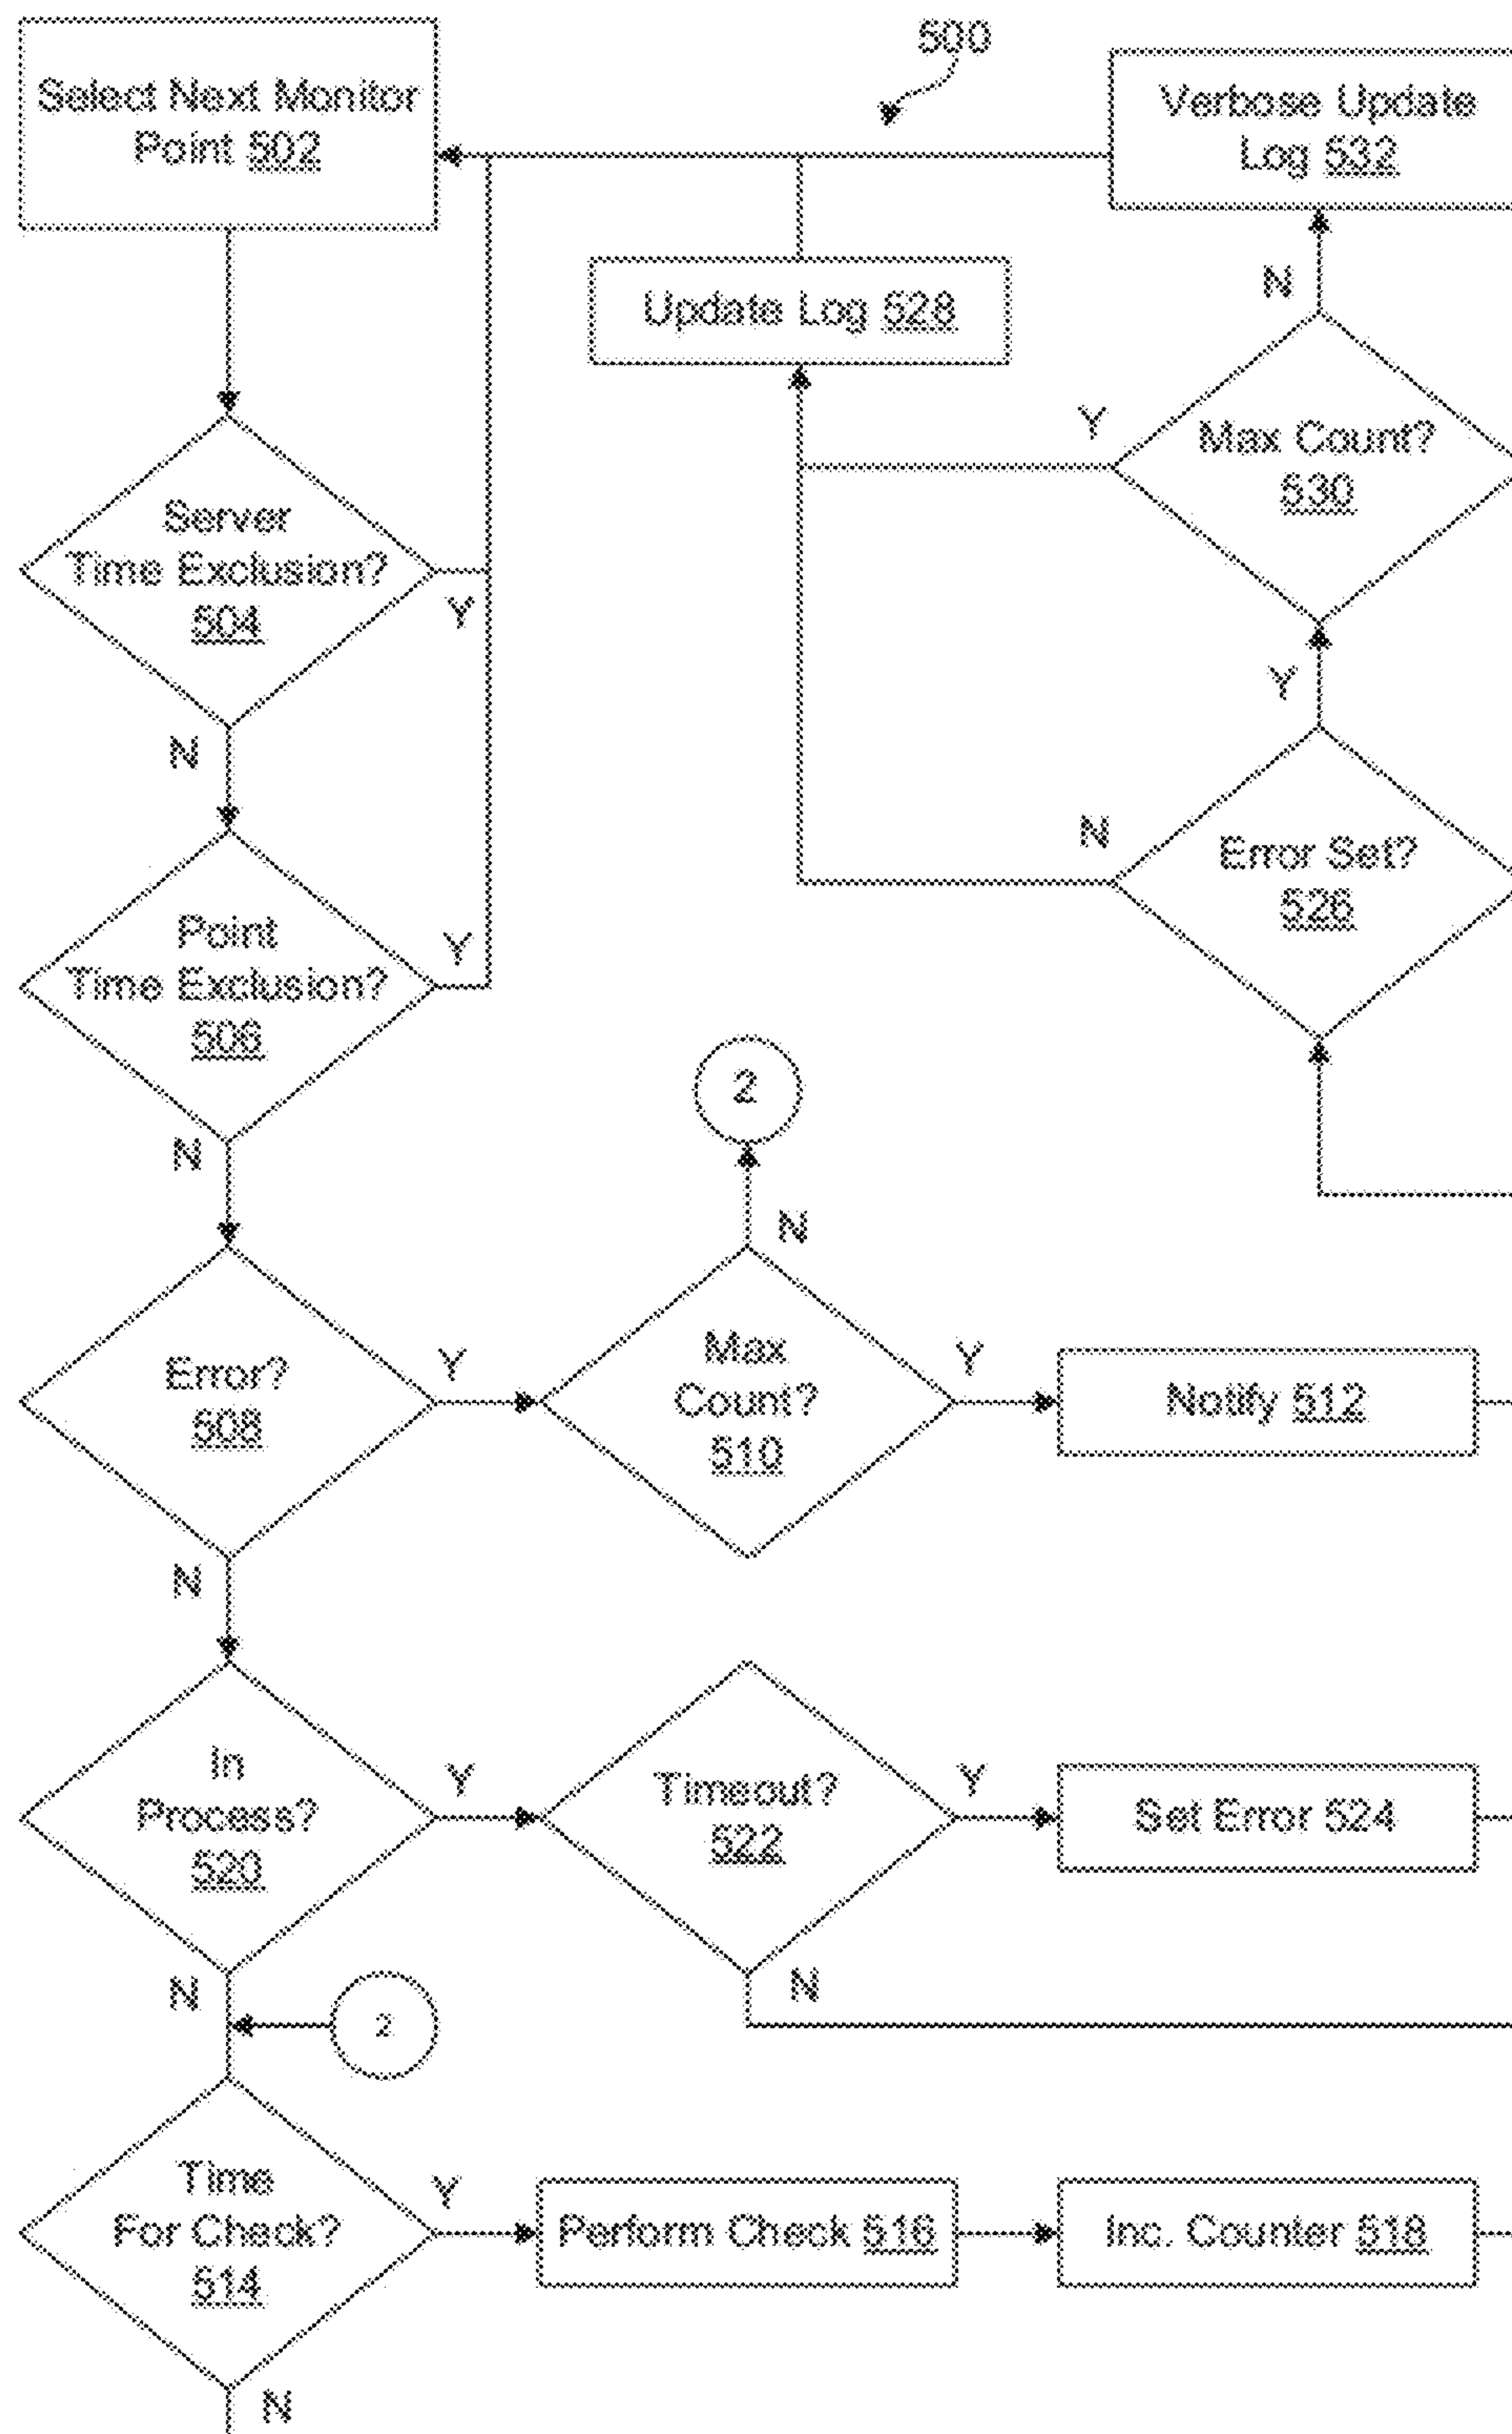 500
Select Next Monitor
Point 502
Verbose Update
Log 532
Update Log 528
N
Y
Max Count?
530
Server
Time Exclusion?
504
Y
N
Y
Error Set?
526
N
Point
Time Exclusion?
506
Y
N
2
N
Error?
508
Y
Max
Count?
510
Y
Notify 512
N
In
Process?
520
Y
Timeout?
522
Y
Set Error 524
N
N
2
Time
For Check?
514
Y
Perform Check 516
Inc. Counter 518
N